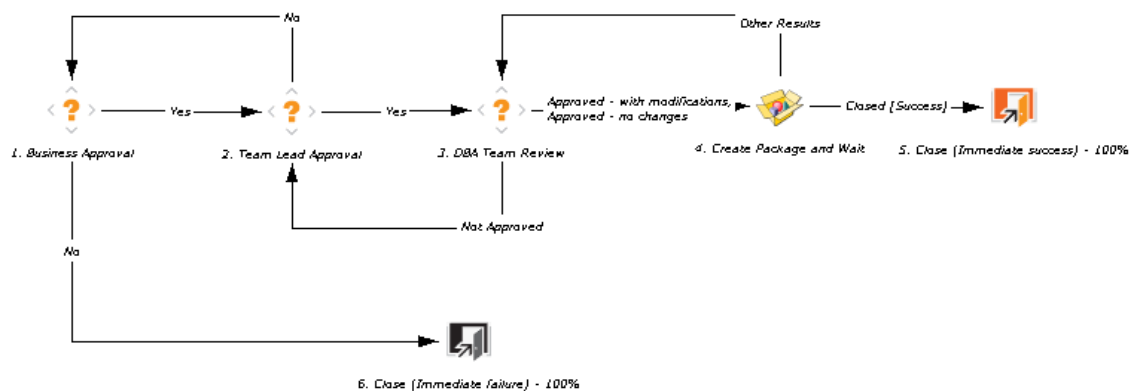 No
Other Results
Yes
Yes
Approved - with modifications,
Approved - no changes
Closed [Success]
1. Business Approval
2. Team Lead Approval
3. DBA Team Review
4. Create Package and Wait
5. Close (Immediate success) - 100%
Not Approved
No
6. Close (Immediate failure) - 100%